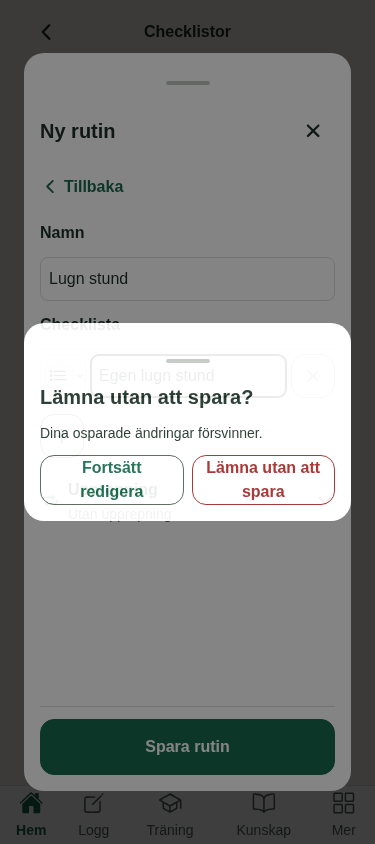 Checklistor
Ny rutin
Tillbaka
Namn
Lugn stund
Checklista
Egen lugn stund
Lämna utan att spara?
Dina osparade ändringar försvinner.
Fortsätt
redigera
Lämna utan att
spara
Upprepning
Utan upprepning
Spara rutin
Hem
Logg
Träning
Kunskap
Mer